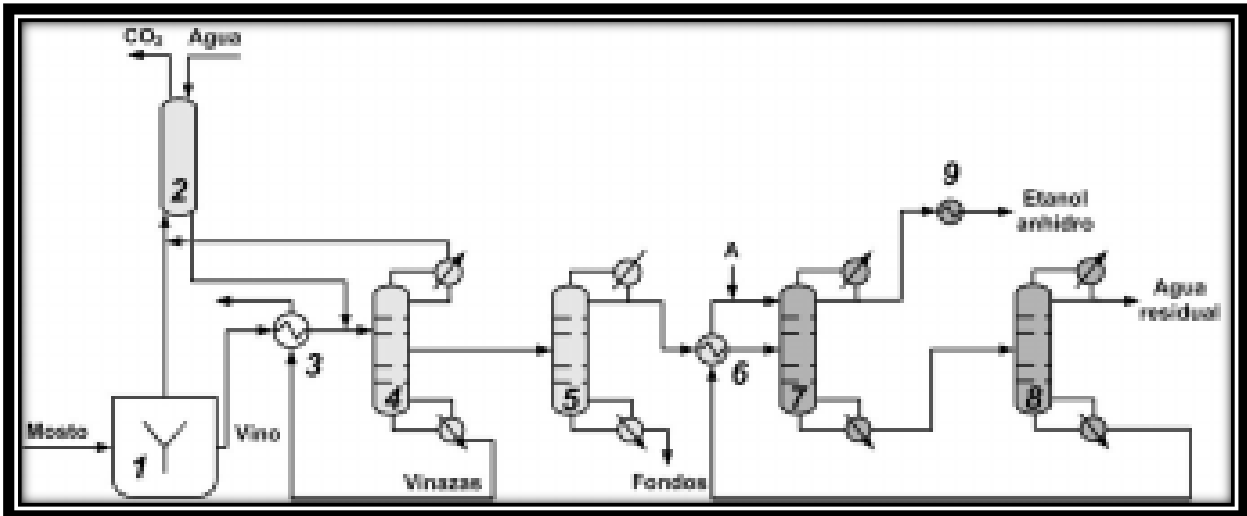 CO₂
Agua
2
9
Etanol
anhidro
A
Agua
residual
3
6
4
5
7
8
Mosto
Vino
1
Vinazas
Fondos